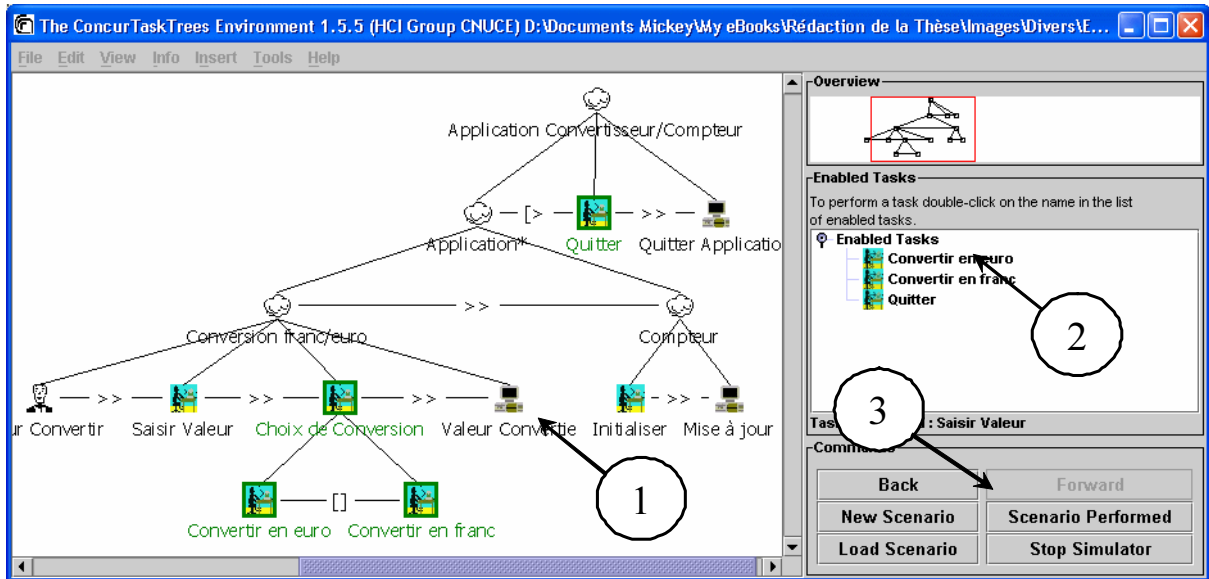 The ConcurTaskTrees Environment 1.5.5 (HCI Group CNUCE) D:\Documents Mickey\My eBooks\Rédaction de la Thèse\Images\Divers\E...
File Edit View Info Insert Tools Help
Application Convertisseur/Compteur
[> >>
Application* Quitter Quitter Applicatio
>>
Conversion franc/euro Compteur
>> >> >> >>
ur Convertir Saisir Valeur Choix de Conversion Valeur Convertie Initialiser Mise à jour
[]
Convertir en euro Convertir en franc
1
Overview
Enabled Tasks
To perform a task double-click on the name in the list
of enabled tasks.
Enabled Tasks
Convertir en euro
Convertir en franc
Quitter
2
3
: Saisir Valeur
Back Forward
New Scenario Scenario Performed
Load Scenario Stop Simulator